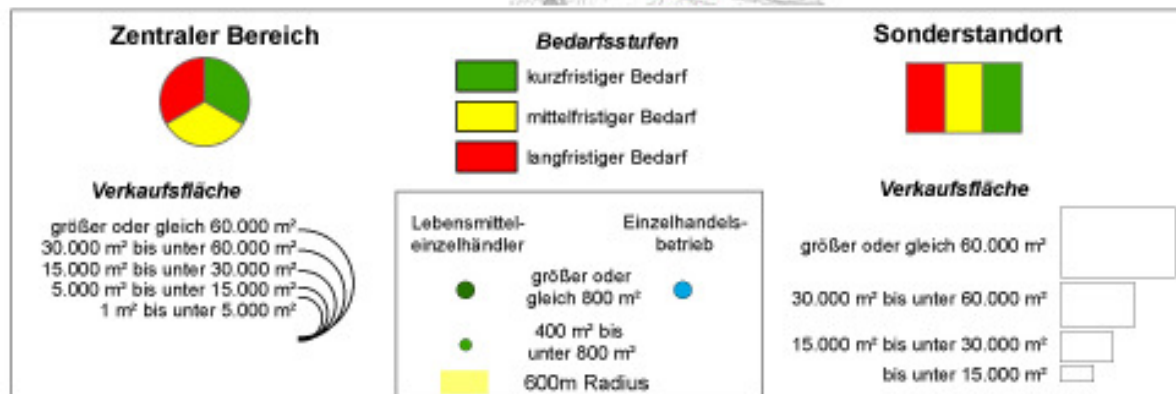 Zentraler Bereich
Verkaufsfläche
größer oder gleich 60.000 m²
30.000 m² bis unter 60.000 m²
15.000 m² bis unter 30.000 m²
5.000 m² bis unter 15.000 m²
1 m² bis unter 5.000 m²
Bedarfsstufen
kurzfristiger Bedarf
mittelfristiger Bedarf
langfristiger Bedarf
Lebensmittel-
einzelhändler
Einzelhandels-
betrieb
größer oder
gleich 800 m²
400 m² bis
unter 800 m²
600m Radius
Sonderstandort
Verkaufsfläche
größer oder gleich 60.000 m²
30.000 m² bis unter 60.000 m²
15.000 m² bis unter 30.000 m²
bis unter 15.000 m²